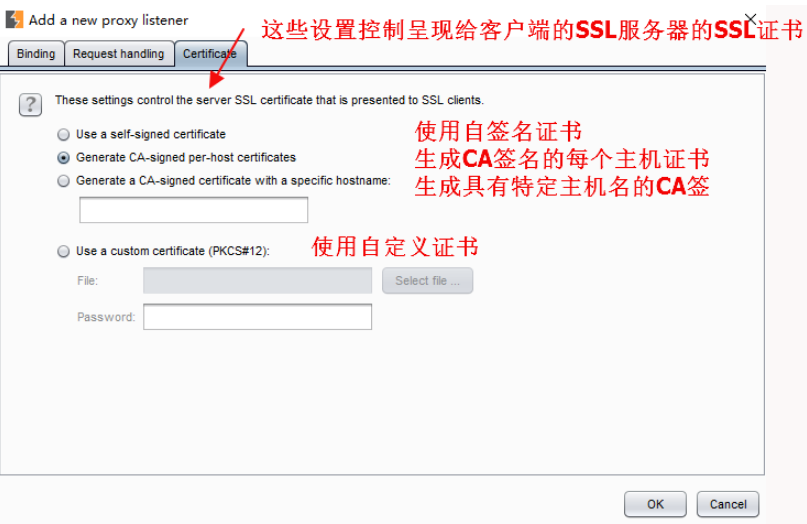 Add a new proxy listener
这些设置控制呈现给客户端的SSL服务器的SSL证书
Binding Request handling Certificate
These settings control the server SSL certificate that is presented to SSL clients.
Use a self-signed certificate 使用自签名证书
Generate CA-signed per-host certificates 生成CA签名的每个主机证书
Generate a CA-signed certificate with a specific hostname: 生成具有特定主机名的CA签
Use a custom certificate (PKCS#12): 使用自定义证书
File: Select file ...
Password:
OK Cancel